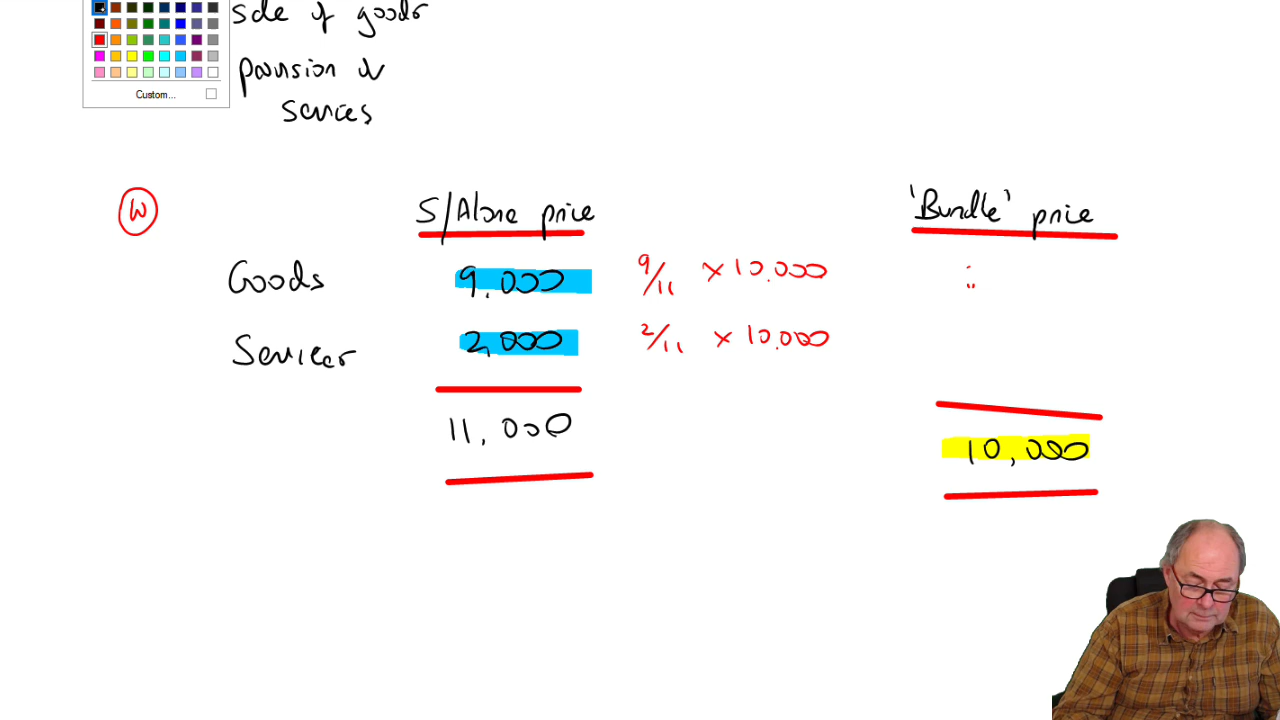 sale of goods
provision of
services
Custom...
W
S/Alone price
'Bundle' price
Goods
9,000
9/11 × 10,000
Services
2,000
2/11 × 10,000
11,000
10,000